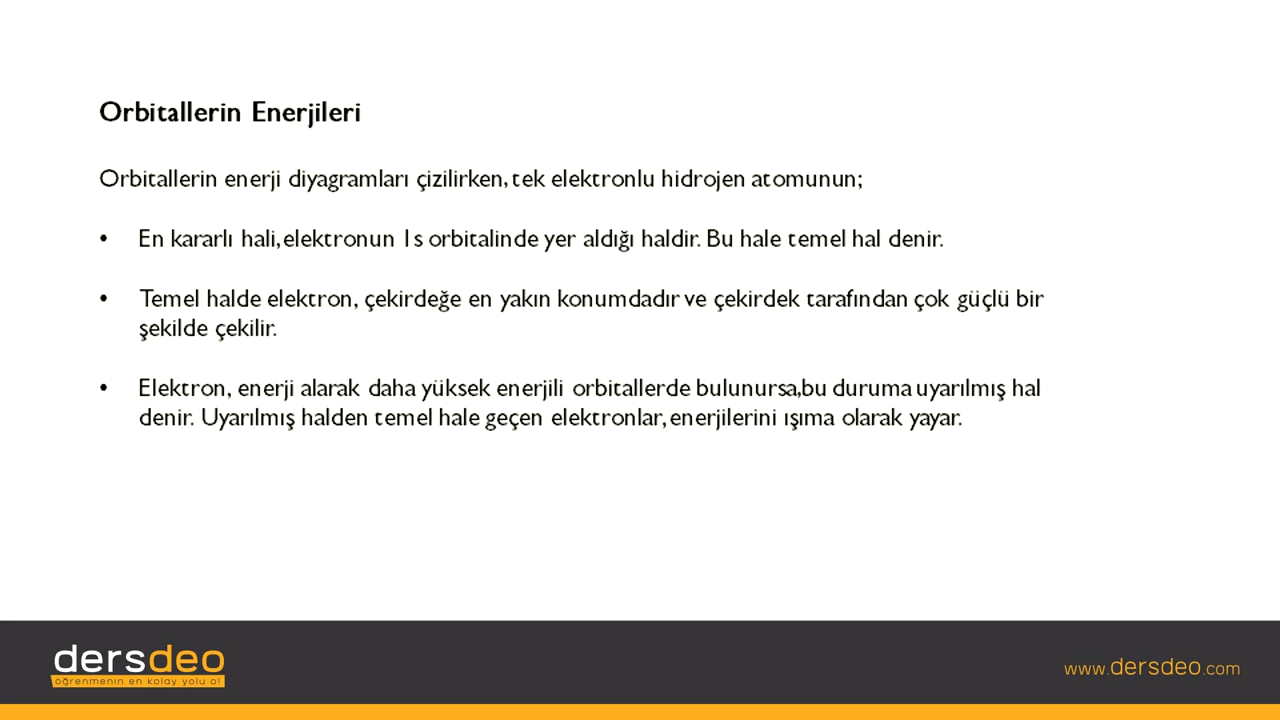 Orbitallerin Enerjileri
Orbitallerin enerji diyagramları çizilirken, tek elektronlu hidrojen atomunun;
• En kararlı hali, elektronun 1s orbitalinde yer aldığı haldir. Bu hale temel hal denir.
• Temel halde elektron, çekirdeğe en yakın konumdadır ve çekirdek tarafından çok güçlü bir
şekilde çekilir.
• Elektron, enerji alarak daha yüksek enerjili orbitallerde bulunursa,bu duruma uyarılmış hal
denir. Uyarılmış halden temel hale geçen elektronlar, enerjilerini ışıma olarak yayar.
dersdeo
öğrenmenin en kolay yolu o!
www.dersdeo.com